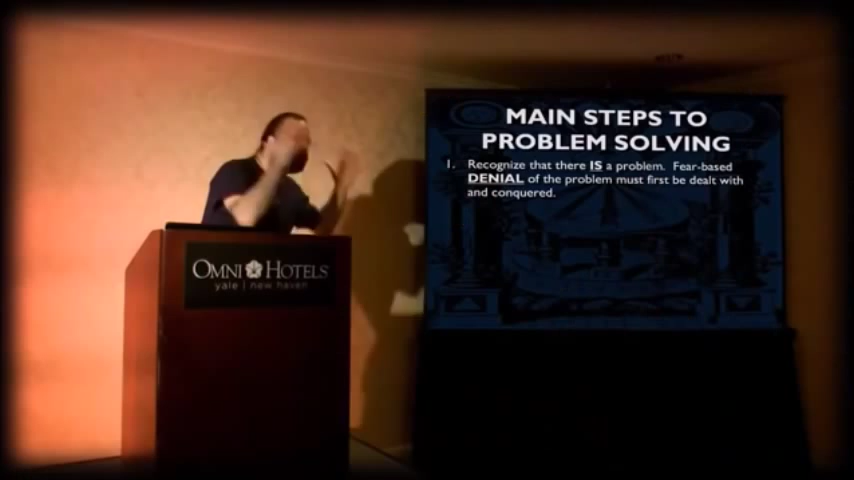 MAIN STEPS TO
PROBLEM SOLVING
1. Recognize that there IS a problem. Fear-based
DENIAL of the problem must first be dealt with
and conquered.
OMNI HOTELS
yale | new haven